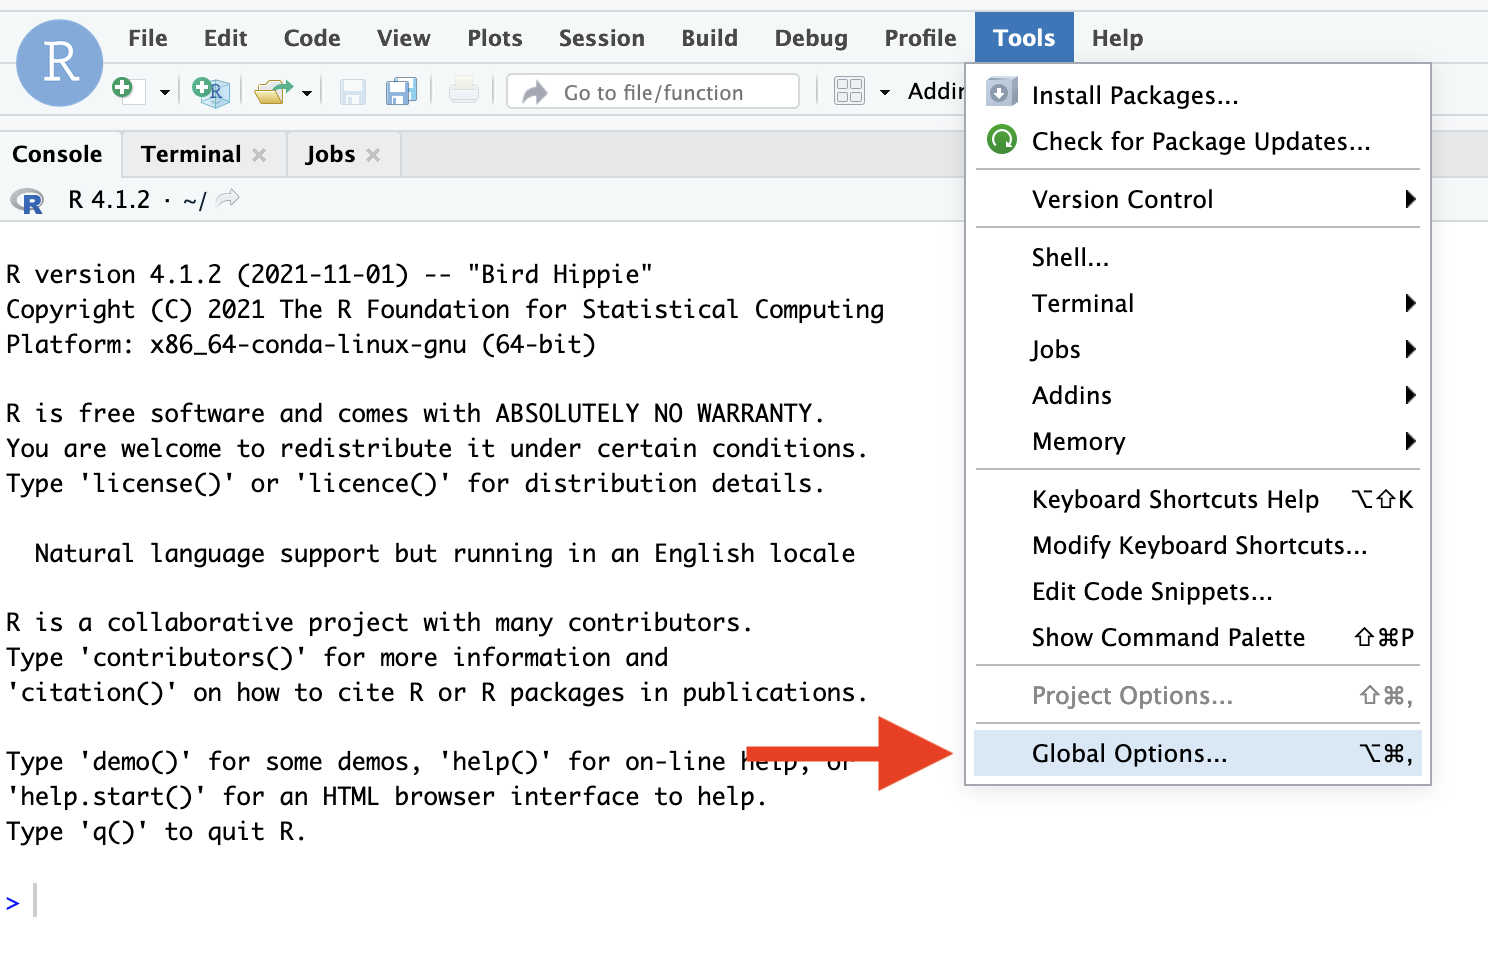 R
File Edit Code View Plots Session Build Debug Profile Tools Help
R
Go to file/function
Install Packages...
Check for Package Updates...
Console Terminal Jobs
R R 4.1.2 · ~/
Version Control
Shell...
Terminal
Jobs
Addins
Memory
Keyboard Shortcuts Help ⌥⇧K
Modify Keyboard Shortcuts...
Edit Code Snippets...
Show Command Palette ⇧⌘P
Project Options... ⇧⌘,
Global Options... ⌥⌘,
R version 4.1.2 (2021-11-01) -- "Bird Hippie"
Copyright (C) 2021 The R Foundation for Statistical Computing
Platform: x86_64-conda-linux-gnu (64-bit)
R is free software and comes with ABSOLUTELY NO WARRANTY.
You are welcome to redistribute it under certain conditions.
Type 'license()' or 'licence()' for distribution details.
Natural language support but running in an English locale
R is a collaborative project with many contributors.
Type 'contributors()' for more information and
'citation()' on how to cite R or R packages in publications.
Type 'demo()' for some demos, 'help()' for on-line help, or
'help.start()' for an HTML browser interface to help.
Type 'q()' to quit R.
>